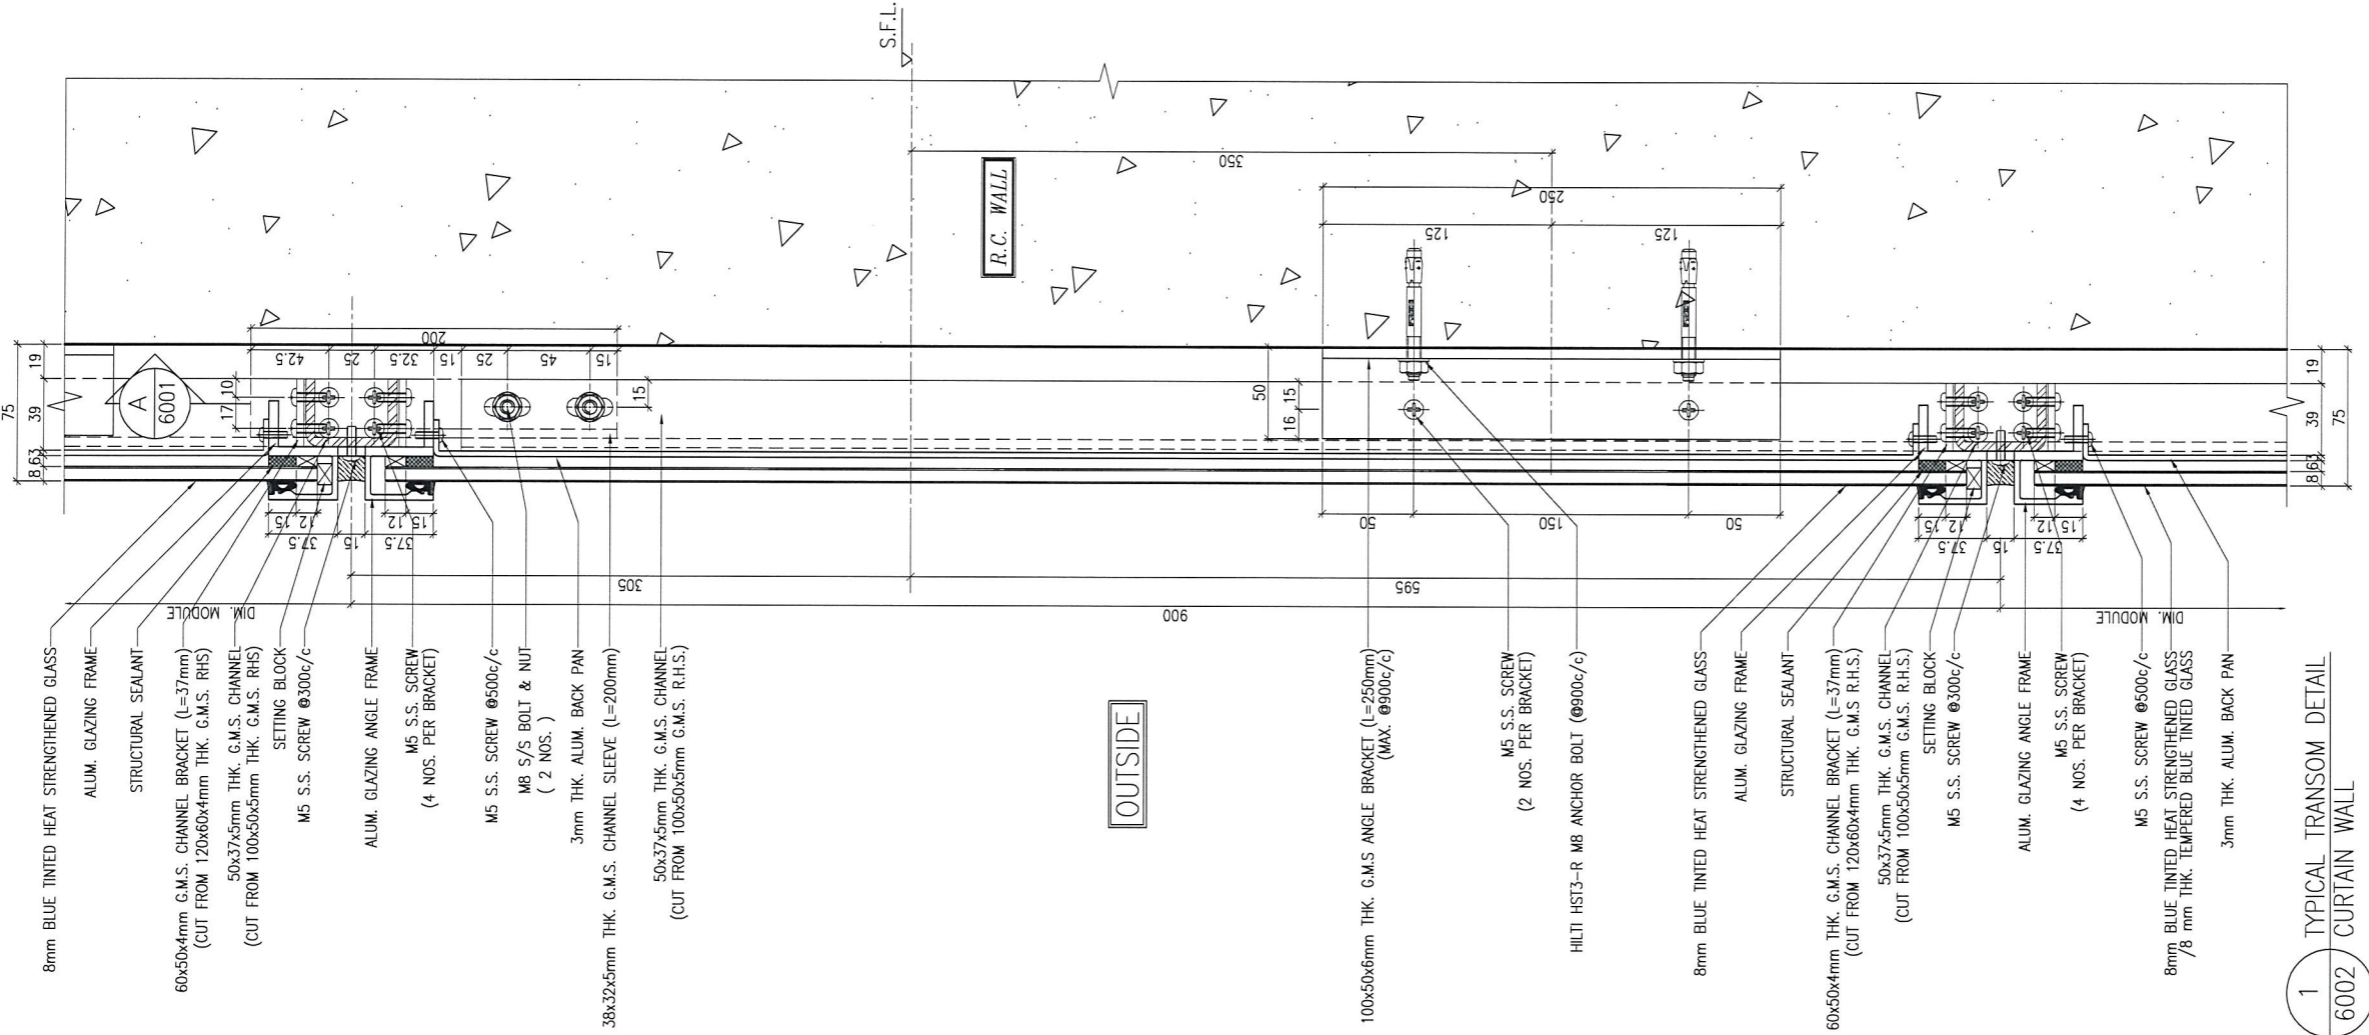 S.F.L.
R.C. WALL
350
250
125
125
200
42.5
25
32.5
15
25
45
15
75
19
39
63
8
10
17
A
6001
15
50
15
16
19
39
63
8
75
15
12
12
15
37.5
15
37.5
50
150
50
15
12
12
15
37.5
15
37.5
305
595
DIM. MODULE
900
DIM. MODULE
8mm BLUE TINTED HEAT STRENGTHENED GLASS
ALUM. GLAZING FRAME
STRUCTURAL SEALANT
60x50x4mm G.M.S. CHANNEL BRACKET (L=37mm)
(CUT FROM 120x60x4mm THK. G.M.S. RHS)
50x37x5mm THK. G.M.S. CHANNEL
(CUT FROM 100x50x5mm THK. G.M.S. RHS)
SETTING BLOCK
M5 S.S. SCREW @300c/c
ALUM. GLAZING ANGLE FRAME
M5 S.S. SCREW
(4 NOS. PER BRACKET)
M5 S.S. SCREW @500c/c
M8 S/S BOLT & NUT
( 2 NOS. )
3mm THK. ALUM. BACK PAN
38x32x5mm THK. G.M.S. CHANNEL SLEEVE (L=200mm)
50x37x5mm THK. G.M.S. CHANNEL
(CUT FROM 100x50x5mm G.M.S. R.H.S.)
OUTSIDE
100x50x6mm THK. G.M.S ANGLE BRACKET (L=250mm)
(MAX. @900c/c)
M5 S.S. SCREW
(2 NOS. PER BRACKET)
HILTI HST3-R M8 ANCHOR BOLT (@900c/c)
8mm BLUE TINTED HEAT STRENGTHENED GLASS
ALUM. GLAZING FRAME
STRUCTURAL SEALANT
60x50x4mm THK. G.M.S. CHANNEL BRACKET (L=37mm)
(CUT FROM 120x60x4mm THK. G.M.S R.H.S.)
50x37x5mm THK. G.M.S. CHANNEL
(CUT FROM 100x50x5mm G.M.S. R.H.S.)
SETTING BLOCK
M5 S.S. SCREW @300c/c
ALUM. GLAZING ANGLE FRAME
M5 S.S. SCREW
(4 NOS. PER BRACKET)
M5 S.S. SCREW @500c/c
8mm BLUE TINTED HEAT STRENGTHENED GLASS
/8 mm THK. TEMPERED BLUE TINTED GLASS
3mm THK. ALUM. BACK PAN
1
6002
TYPICAL TRANSOM DETAIL
CURTAIN WALL